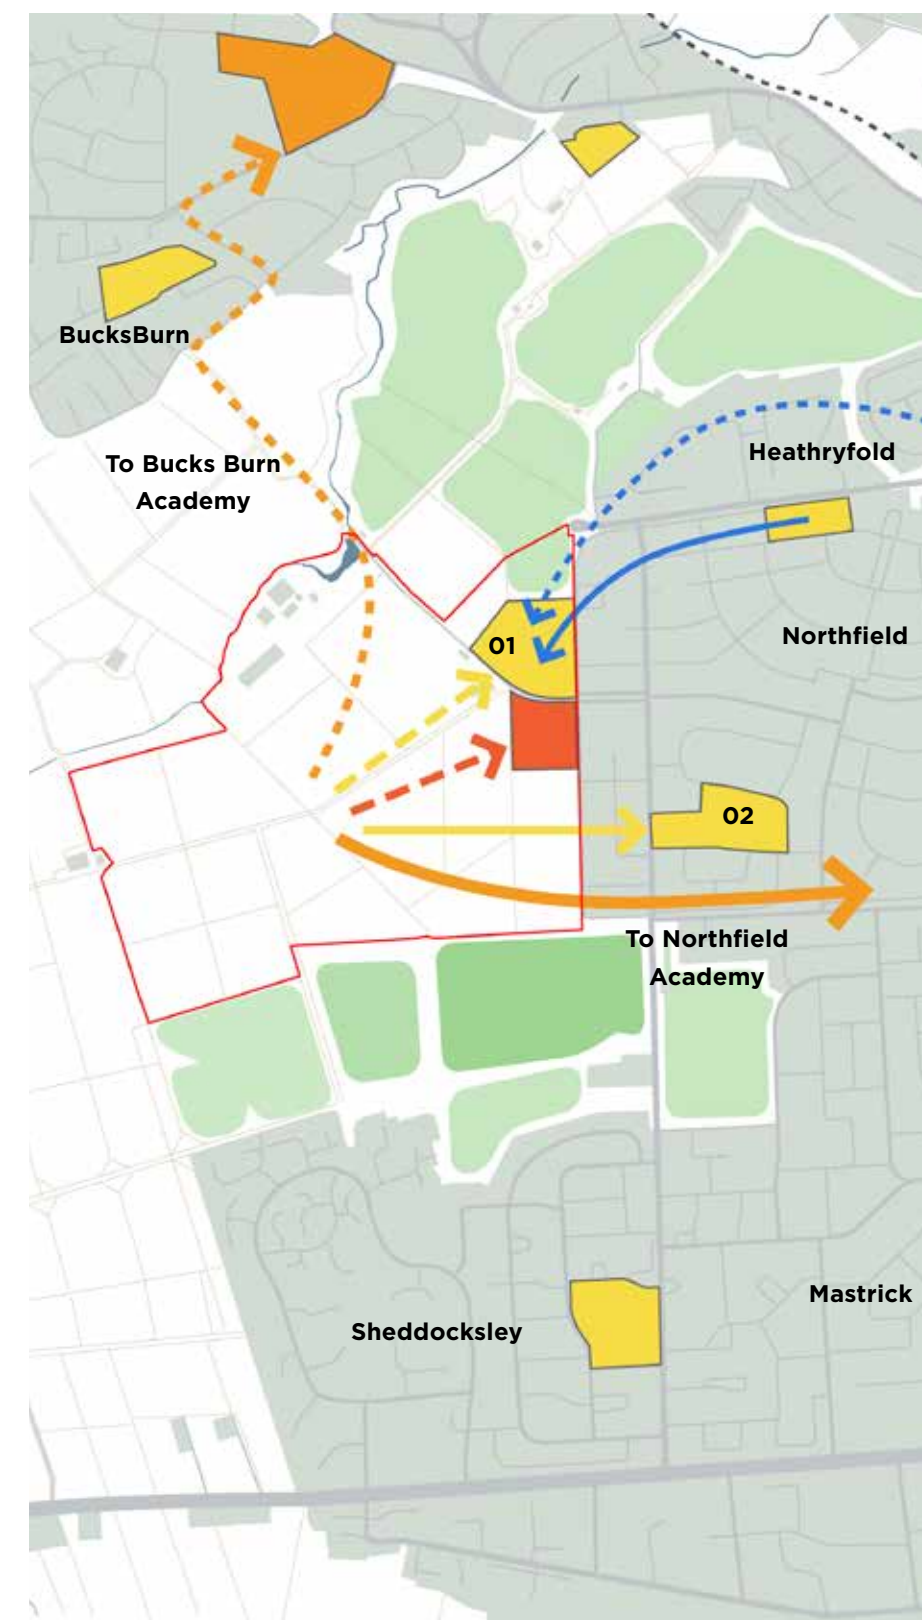 BucksBurn
To Bucks Burn
Academy
Heathryfold
01
Northfield
02
To Northfield
Academy
Mastrick
Sheddocksley